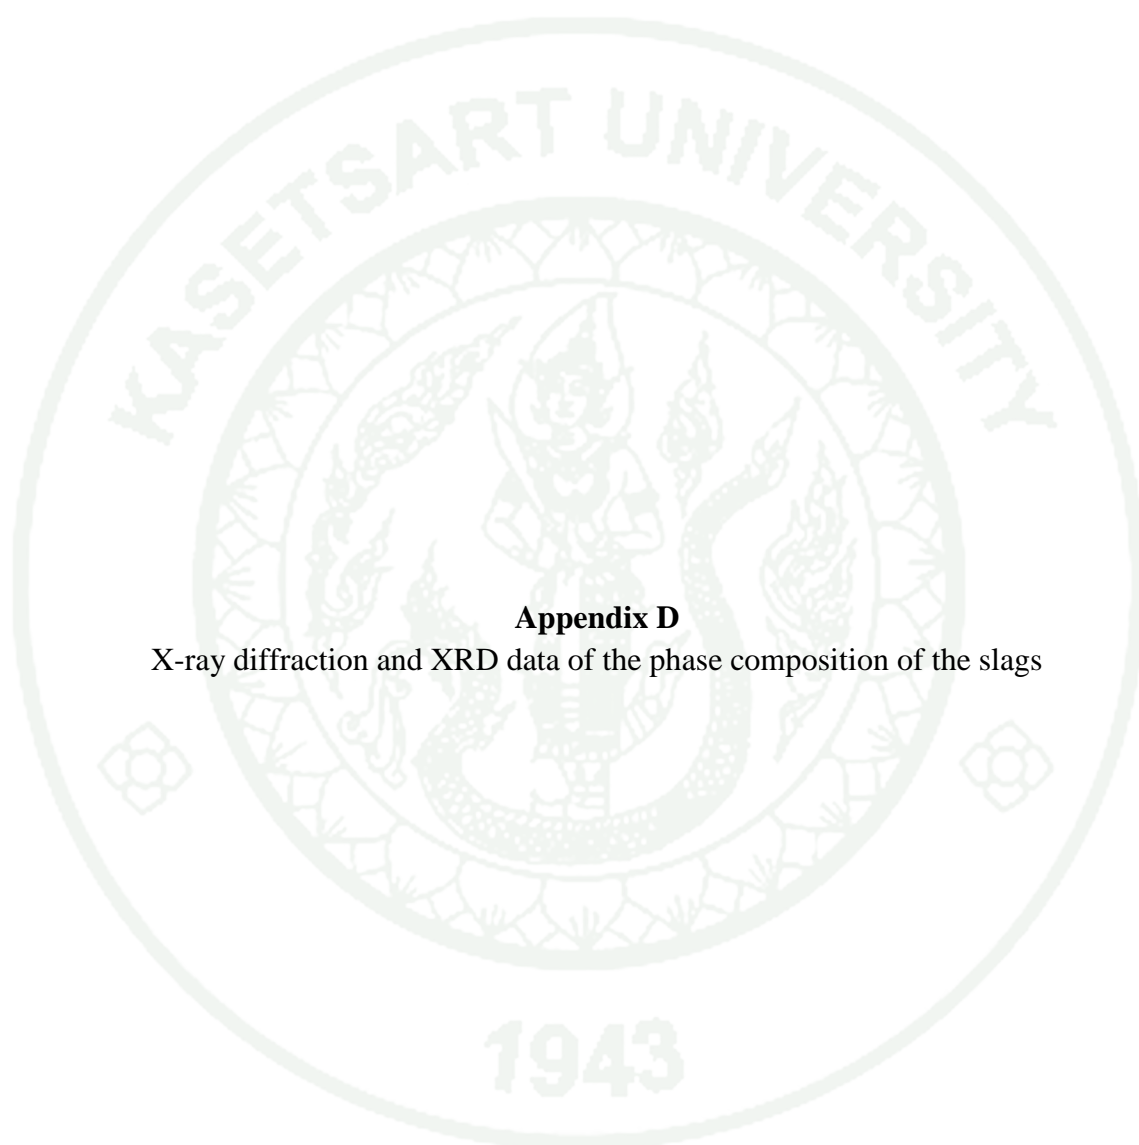 KASETSART UNIVERSITY
Appendix D
X-ray diffraction and XRD data of the phase composition of the slags
1943